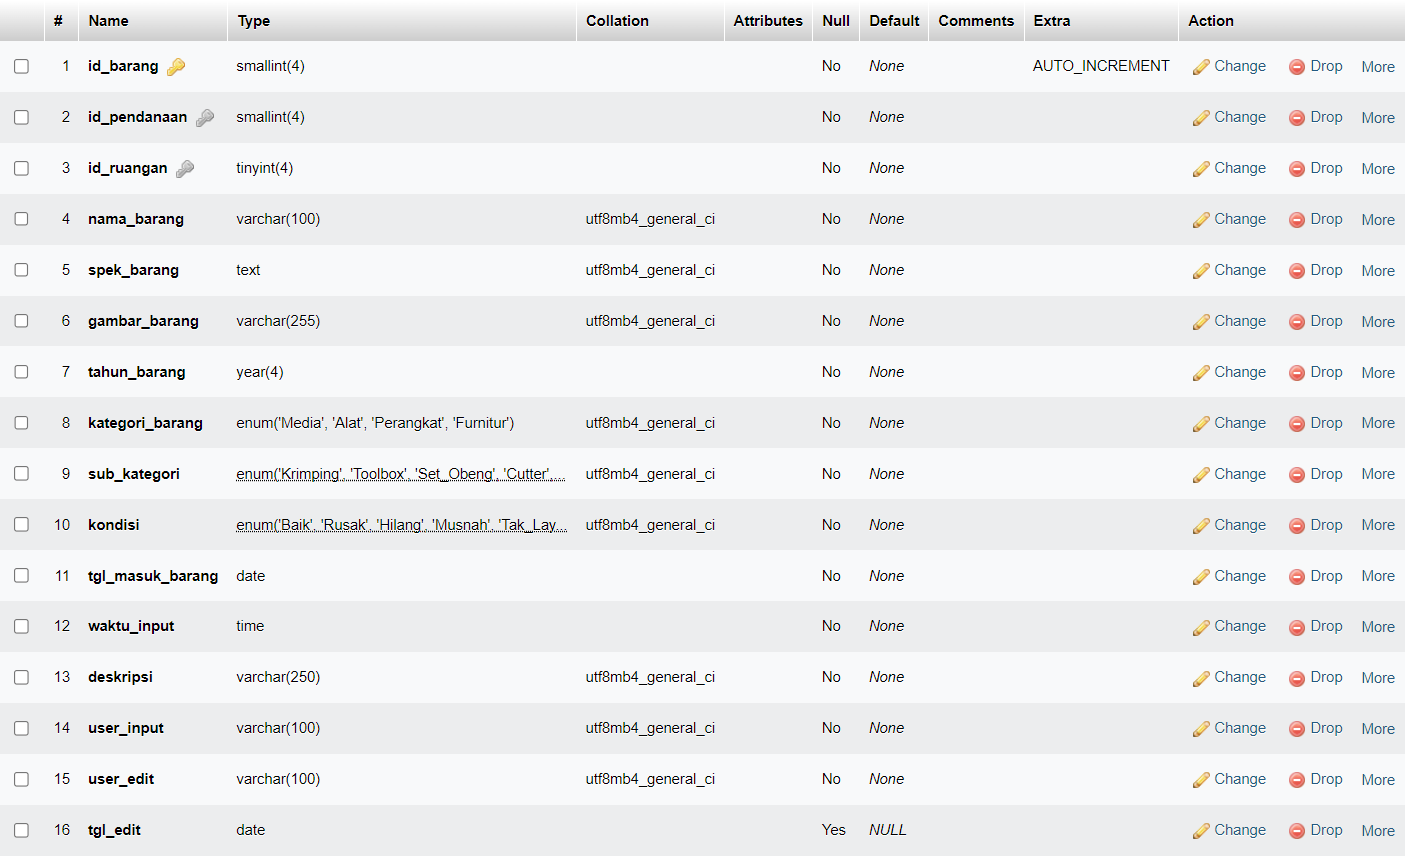 # Name Type Collation Attributes Null Default Comments Extra Action
1 id_barang smallint(4) No None AUTO_INCREMENT Change Drop More
2 id_pendanaan smallint(4) No None Change Drop More
3 id_ruangan tinyint(4) No None Change Drop More
4 nama_barang varchar(100) utf8mb4_general_ci No None Change Drop More
5 spek_barang text utf8mb4_general_ci No None Change Drop More
6 gambar_barang varchar(255) utf8mb4_general_ci No None Change Drop More
7 tahun_barang year(4) No None Change Drop More
8 kategori_barang enum('Media', 'Alat', 'Perangkat', 'Furnitur') utf8mb4_general_ci No None Change Drop More
9 sub_kategori enum('Krimping', 'Toolbox', 'Set_Obeng', 'Cutter',... utf8mb4_general_ci No None Change Drop More
10 kondisi enum('Baik', 'Rusak', 'Hilang', 'Musnah', 'Tak_Lay... utf8mb4_general_ci No None Change Drop More
11 tgl_masuk_barang date No None Change Drop More
12 waktu_input time No None Change Drop More
13 deskripsi varchar(250) utf8mb4_general_ci No None Change Drop More
14 user_input varchar(100) utf8mb4_general_ci No None Change Drop More
15 user_edit varchar(100) utf8mb4_general_ci No None Change Drop More
16 tgl_edit date Yes NULL Change Drop More